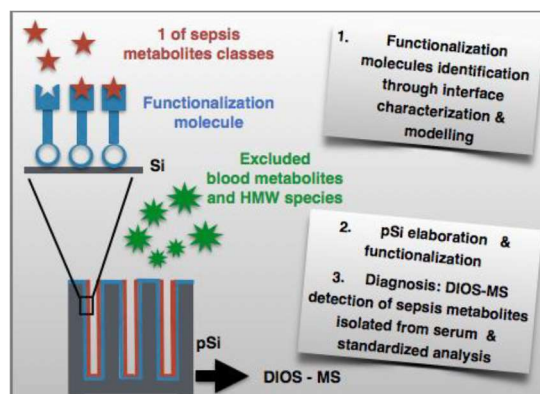 1 of sepsis
metabolites classes
Functionalization
molecule
Si
Excluded
blood metabolites
and HMW species
pSi
DIOS - MS
1. Functionalization
molecules identification
through interface
characterization &
modelling
2. pSi elaboration &
functionalization
3. Diagnosis: DIOS-MS
detection of sepsis metabolites
isolated from serum &
standardized analysis